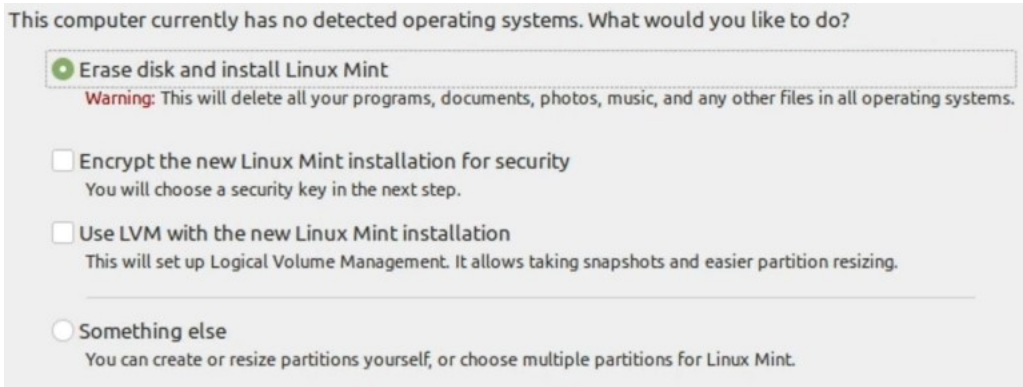 This computer currently has no detected operating systems. What would you like to do?
Erase disk and install Linux Mint
Warning: This will delete all your programs, documents, photos, music, and any other files in all operating systems.
Encrypt the new Linux Mint installation for security
You will choose a security key in the next step.
Use LVM with the new Linux Mint installation
This will set up Logical Volume Management. It allows taking snapshots and easier partition resizing.
Something else
You can create or resize partitions yourself, or choose multiple partitions for Linux Mint.